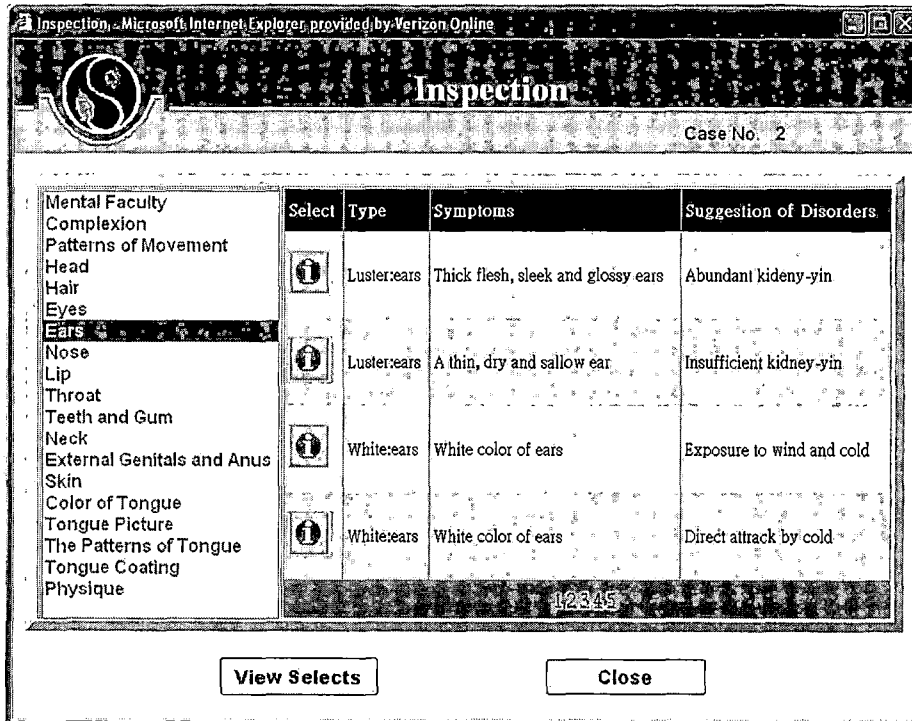 Inspection - Microsoft Internet Explorer provided by Verizon Online
Inspection
Case No. 2
Mental Faculty
Complexion
Patterns of Movement
Head
Hair
Eyes
Ears
Nose
Lip
Throat
Teeth and Gum
Neck
External Genitals and Anus
Skin
Color of Tongue
Tongue Picture
The Patterns of Tongue
Tongue Coating
Physique
Select Type Symptoms Suggestion of Disorders
Luster:ears Thick flesh, sleek and glossy ears Abundant kideny-yin
Luster:ears A thin, dry and sallow ear Insufficient kidney-yin
White:ears White color of ears Exposure to wind and cold
White:ears White color of ears Direct attrack by cold
1 2 3 4 5
View Selects Close